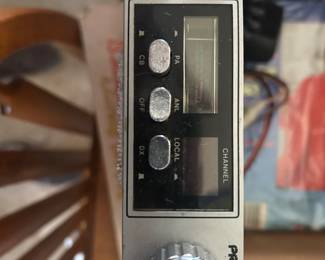 PA
CB
ANL
OFF
LOCAL
DX
CHANNEL